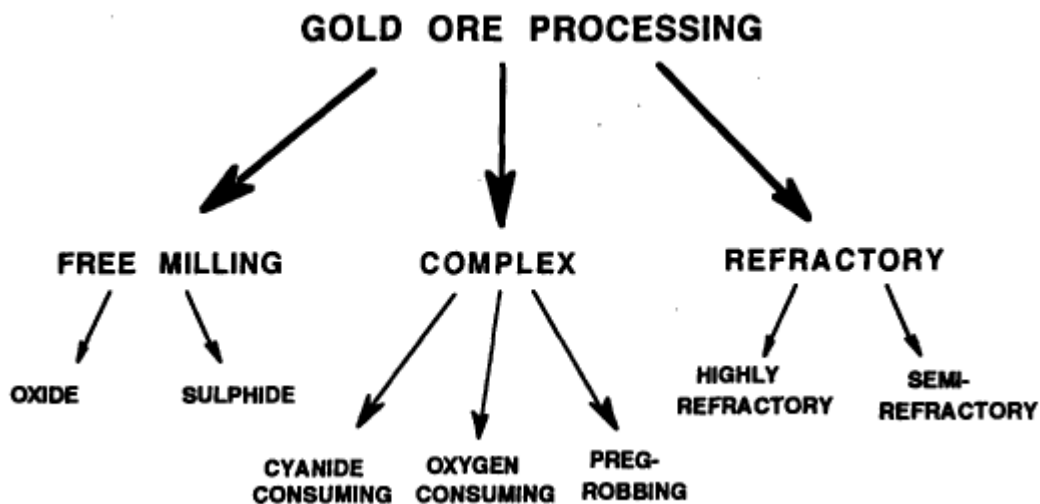 GOLD ORE PROCESSING
FREE MILLING
COMPLEX
REFRACTORY
OXIDE
SULPHIDE
HIGHLY
REFRACTORY
SEMI-
REFRACTORY
CYANIDE
CONSUMING
OXYGEN
CONSUMING
PREG-
ROBBING